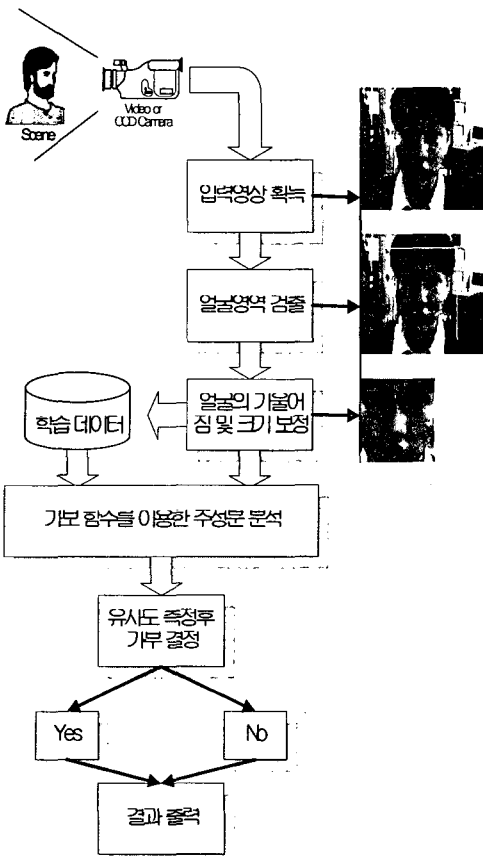 Scene
Video or
CCD Camera
입력영상 획득
얼굴영역 검출
얼굴의 기울어
짐 및 크기 보정
학습 데이터
가보 함수를 이용한 주성분 분석
유사도 측정후
가부 결정
Yes
No
결과 출력